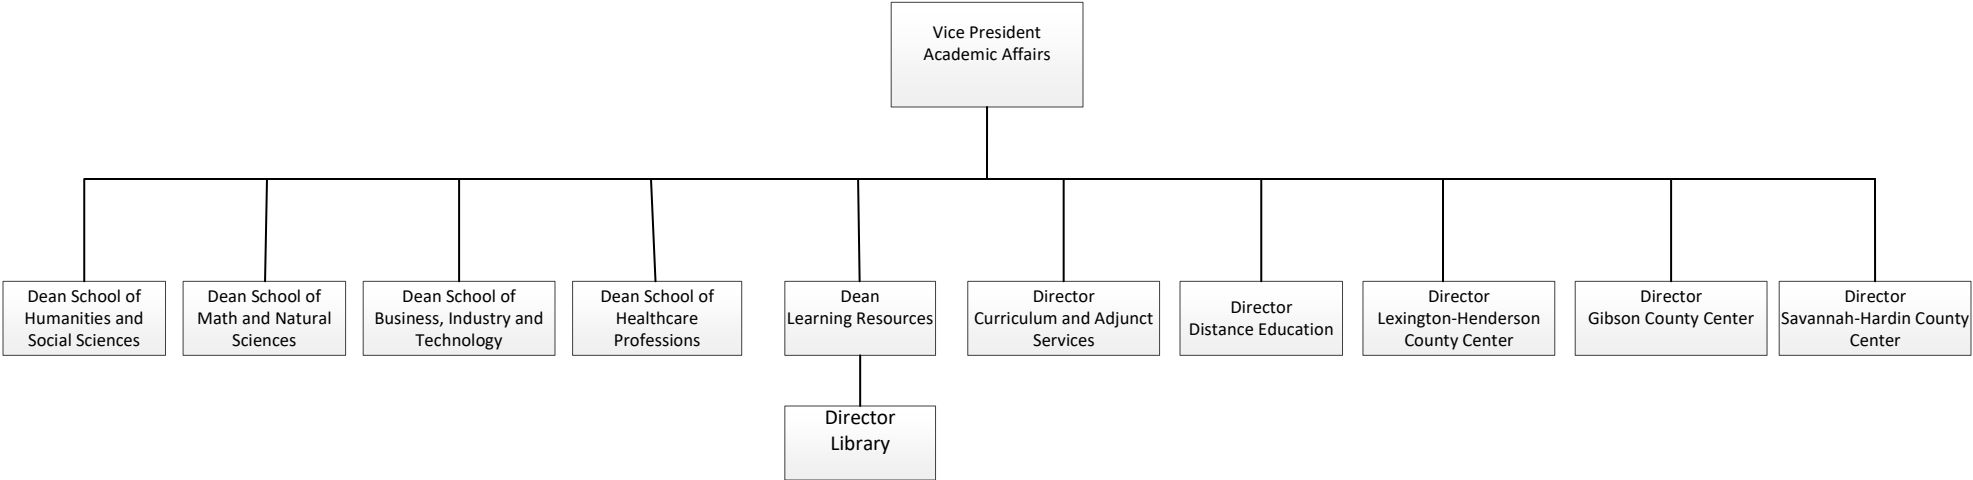 Vice President
Academic Affairs
Dean School of
Humanities and
Social Sciences
Dean School of
Math and Natural
Sciences
Dean School of
Business, Industry and
Technology
Dean School of
Healthcare
Professions
Dean
Learning Resources
Director
Curriculum and Adjunct
Services
Director
Distance Education
Director
Lexington-Henderson
County Center
Director
Gibson County Center
Director
Savannah-Hardin County
Center
Director
Library